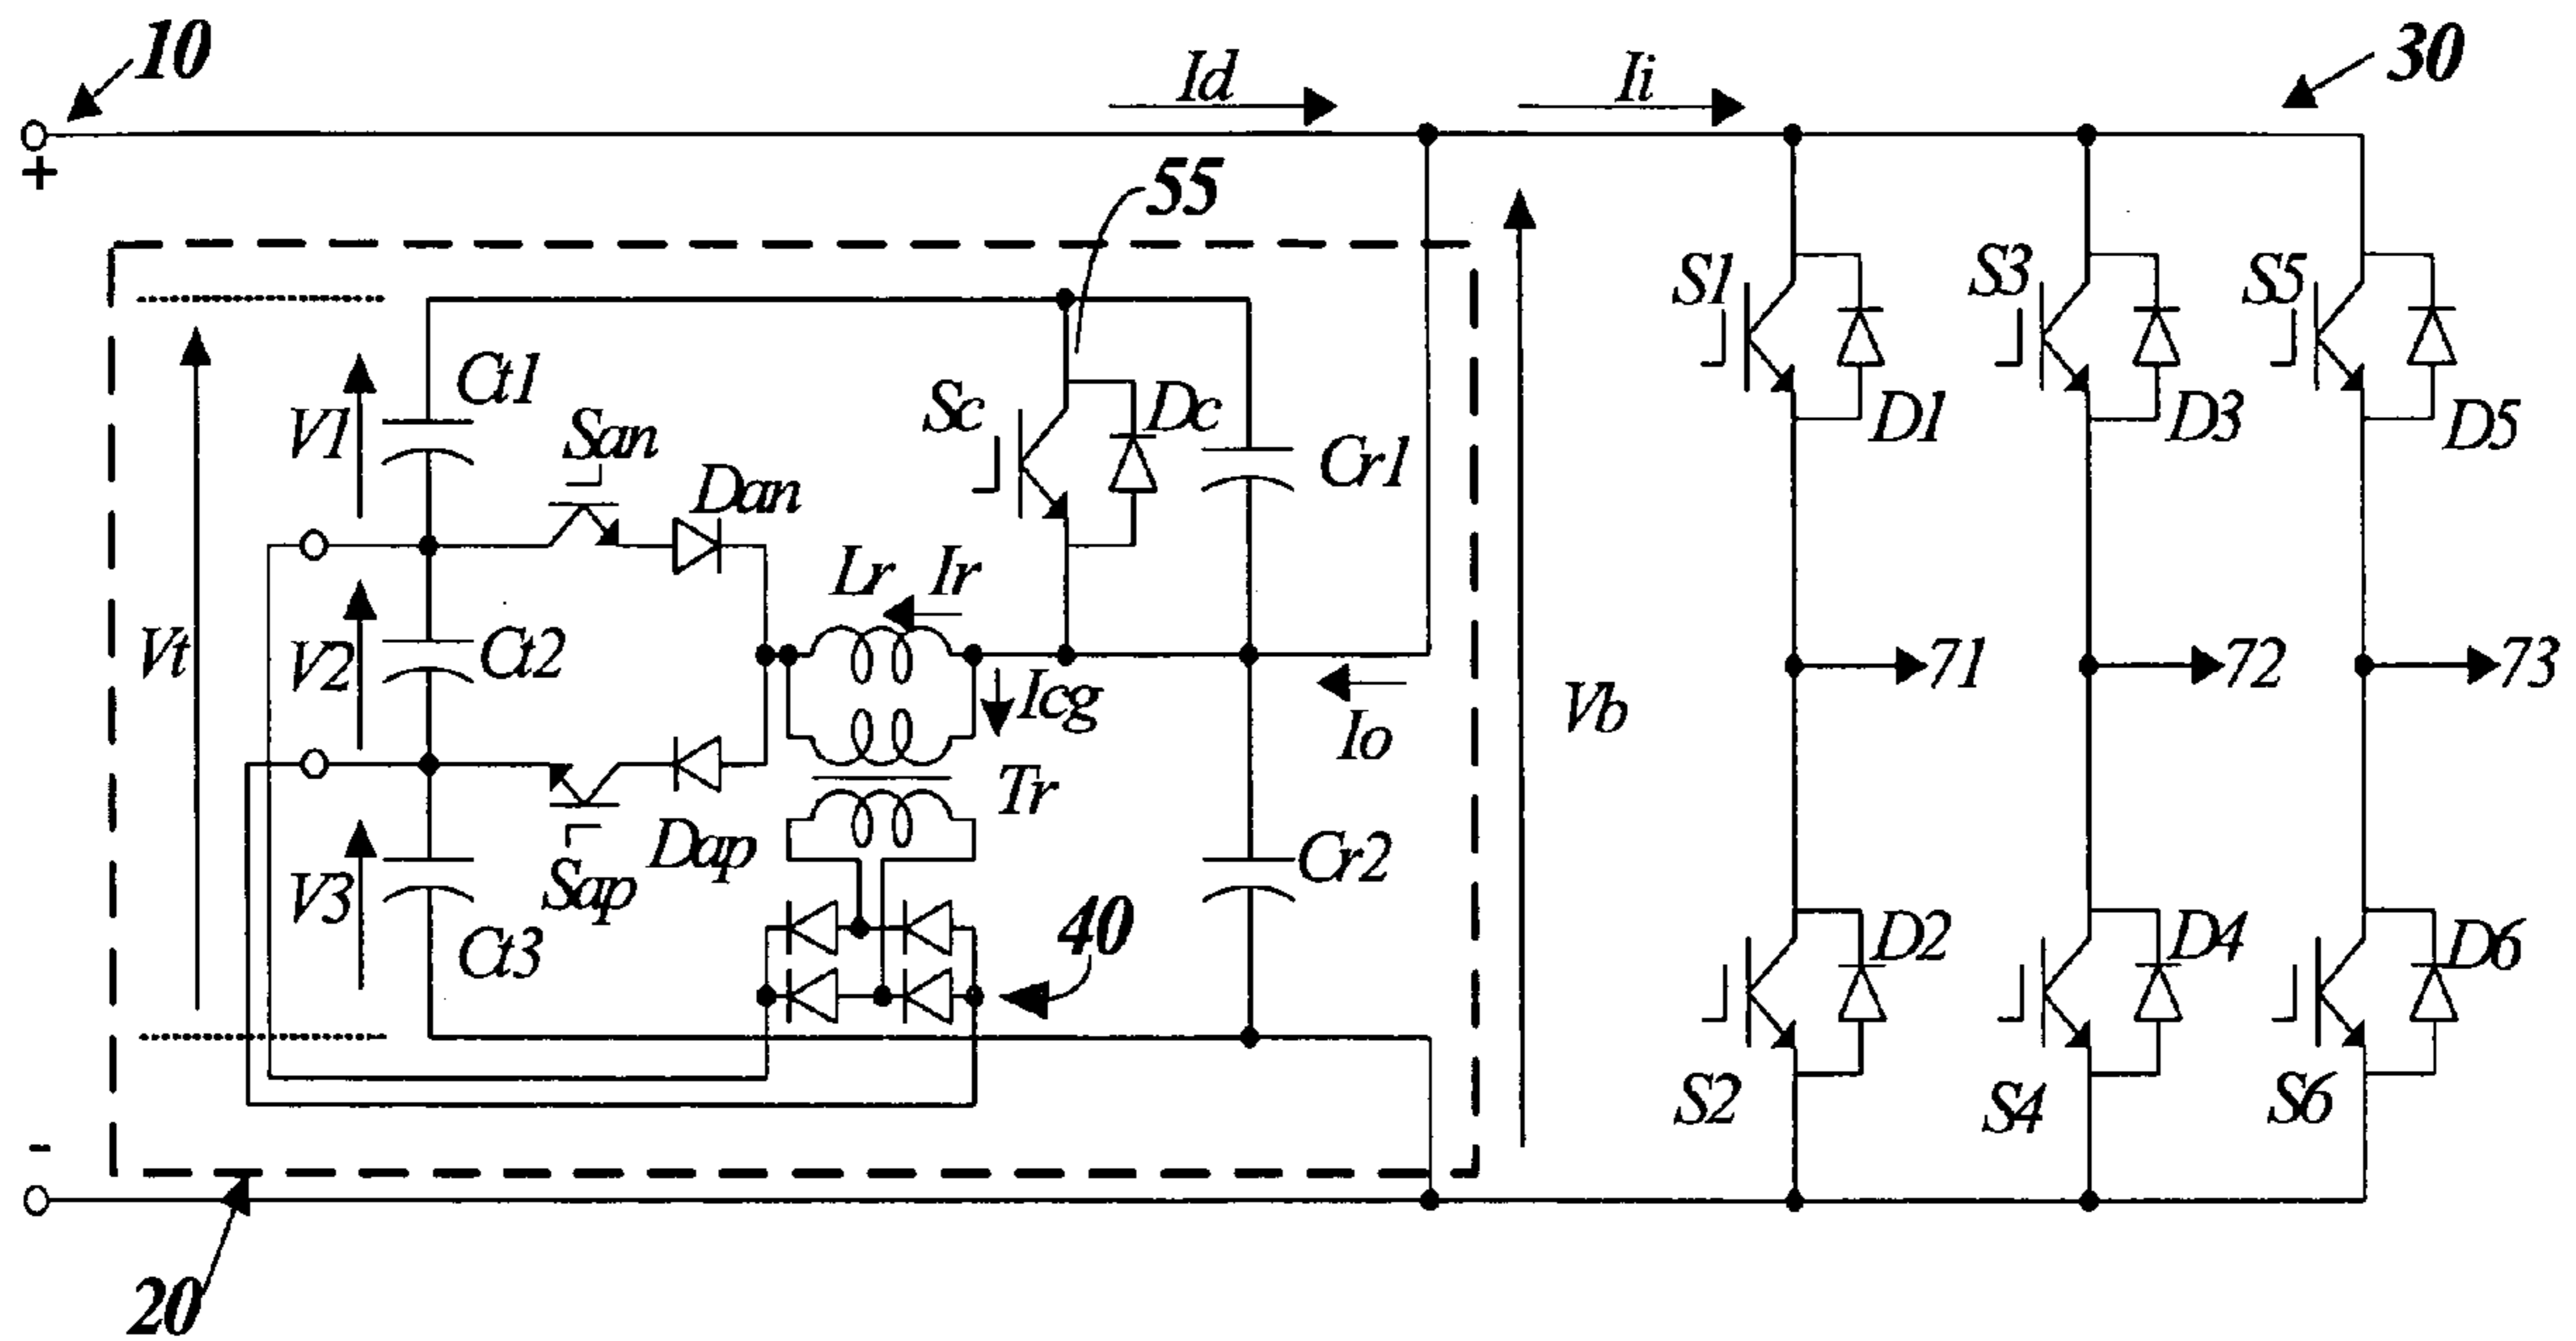 10
Id
Ii
30
+
55
S1
S3
S5
Ct1
V1
San
Sc
Dc
Dan
Cr1
D1
D3
D5
Lr
Ir
Vt
V2
Ct2
71
72
73
Icg
Io
Vb
Tr
Dap
Sap
V3
Ct3
Cr2
40
D2
D4
D6
S2
S4
S6
-
20